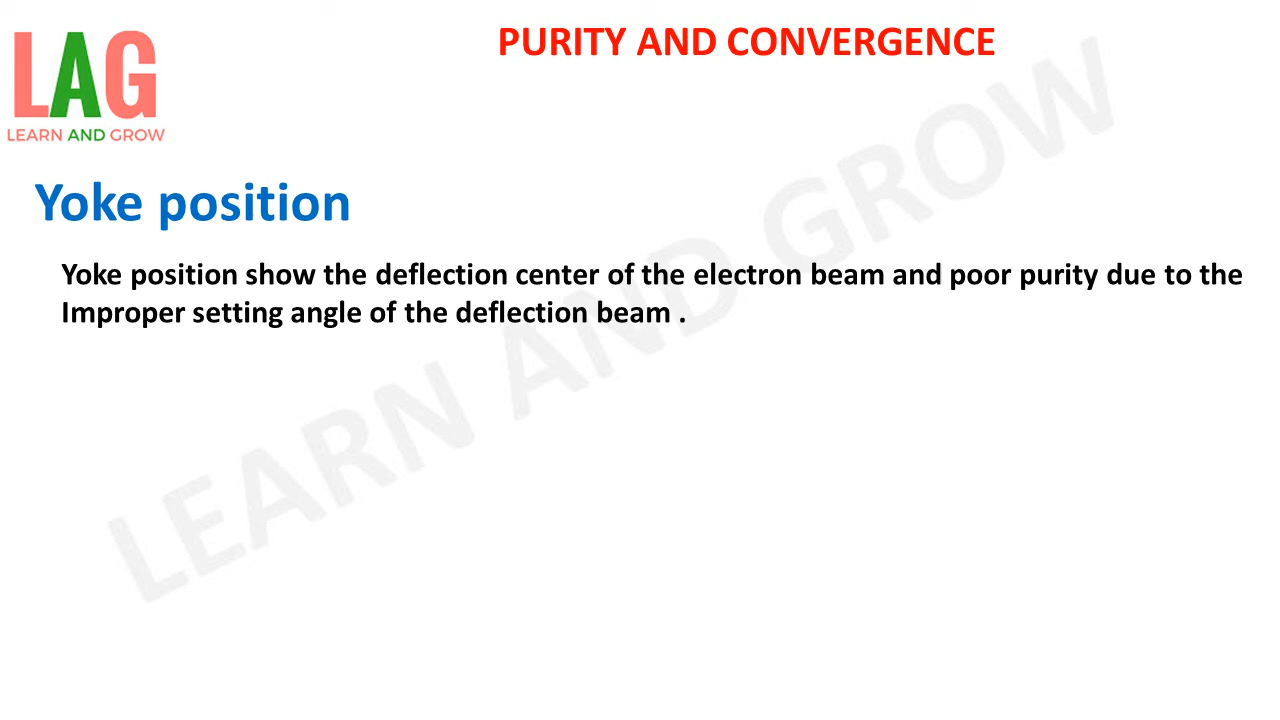 LAG
LEARN AND GROW
PURITY AND CONVERGENCE
Yoke position
Yoke position show the deflection center of the electron beam and poor purity due to the
Improper setting angle of the deflection beam .
LEARN AND GROW